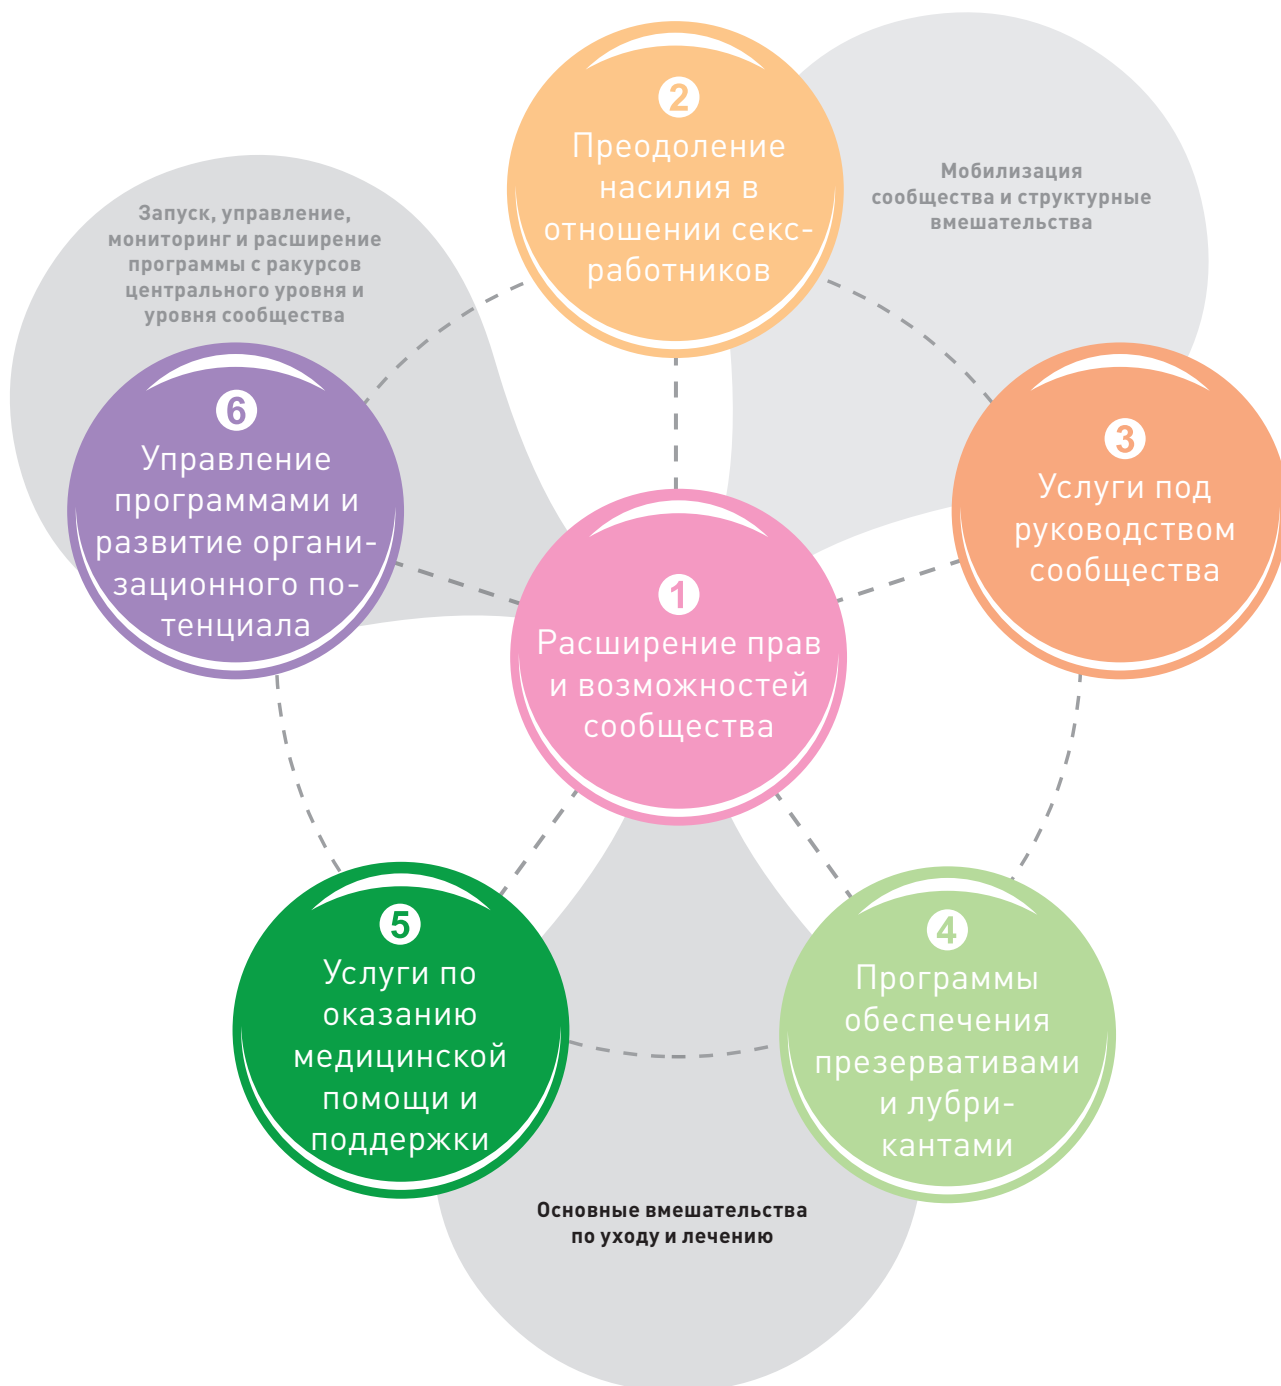 2
Преодоление
насилия в
отношении секс-
работников
Мобилизация
сообщества и структурные
вмешательства
Запуск, управление,
мониторинг и расширение
программы с ракурсов
центрального уровня и
уровня сообщества
6
Управление
программами и
развитие органи-
зационного по-
тенциала
3
Услуги под
руководством
сообщества
1
Расширение прав
и возможностей
сообщества
5
Услуги по
оказанию
медицинской
помощи и
поддержки
4
Программы
обеспечения
презервативами
и лубри-
кантами
Основные вмешательства
по уходу и лечению